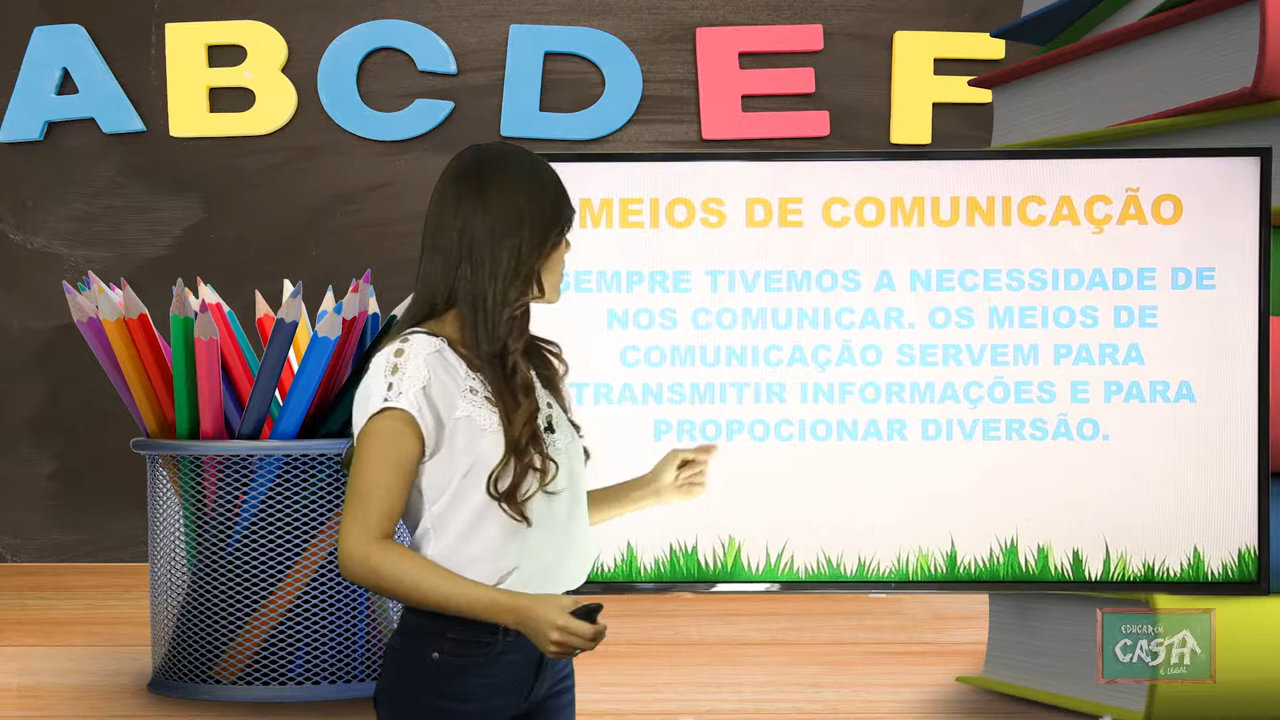 ABCDEF
MEIOS DE COMUNICAÇÃO
SEMPRE TIVEMOS A NECESSIDADE DE
NOS COMUNICAR. OS MEIOS DE
COMUNICAÇÃO SERVEM PARA
TRANSMITIR INFORMAÇÕES E PARA
PROPOCIONAR DIVERSÃO.
EDUCAR EM
CASA
É LEGAL